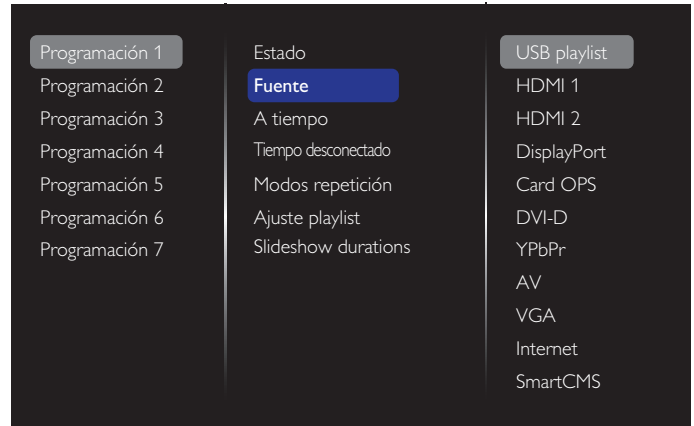 Programación 1
Programación 2
Programación 3
Programación 4
Programación 5
Programación 6
Programación 7
Estado
Fuente
A tiempo
Tiempo desconectado
Modos repetición
Ajuste playlist
Slideshow durations
USB playlist
HDMI 1
HDMI 2
DisplayPort
Card OPS
DVI-D
YPbPr
AV
VGA
Internet
SmartCMS